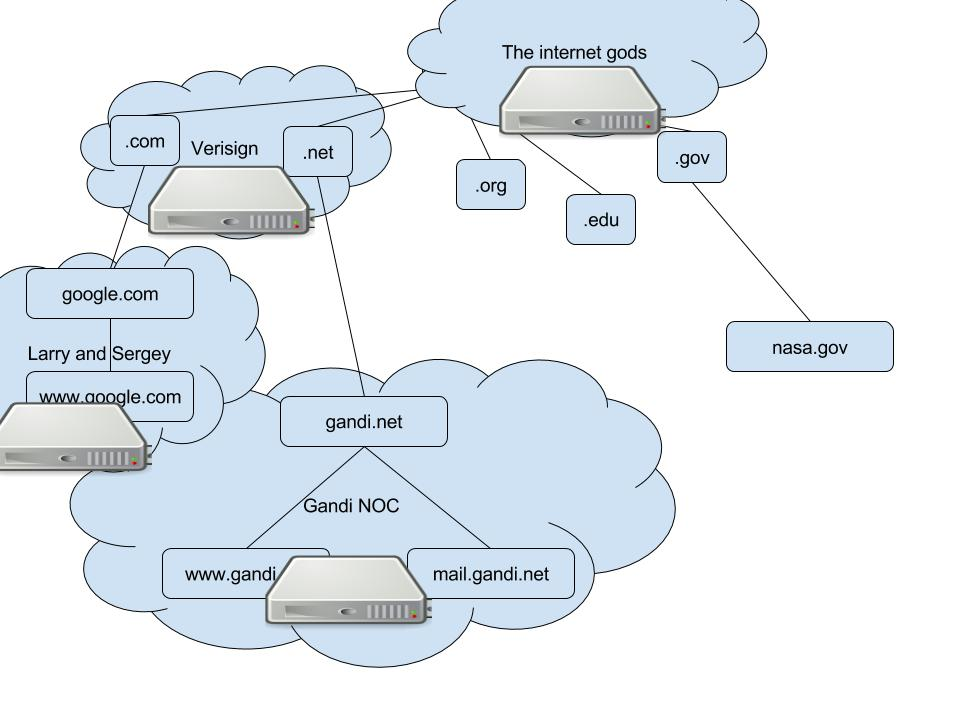 The internet gods
.com
Verisign
.net
.org
.edu
.gov
google.com
Larry and Sergey
www.google.com
nasa.gov
gandi.net
Gandi NOC
www.gandi
mail.gandi.net